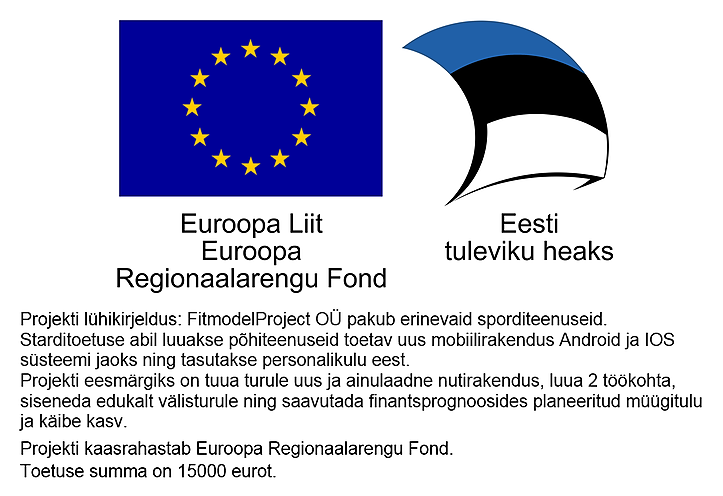 Euroopa Liit
Euroopa
Regionaalarengu Fond
Eesti
tuleviku heaks
Projekti lühikirjeldus: FitmodelProject OÜ pakub erinevaid sporditeenuseid.
Starditoetuse abil luuakse põhiteenuseid toetav uus mobiilirakendus Android ja IOS
süsteemi jaoks ning tasutakse personalikulu eest.
Projekti eesmärgiks on tuua turule uus ja ainulaadne nutirakendus, luua 2 töökohta,
siseneda edukalt välisturule ning saavutada finantsprognoosides planeeritud müügitulu
ja käibe kasv.
Projekti kaasrahastab Euroopa Regionaalarengu Fond.
Toetuse summa on 15000 eurot.